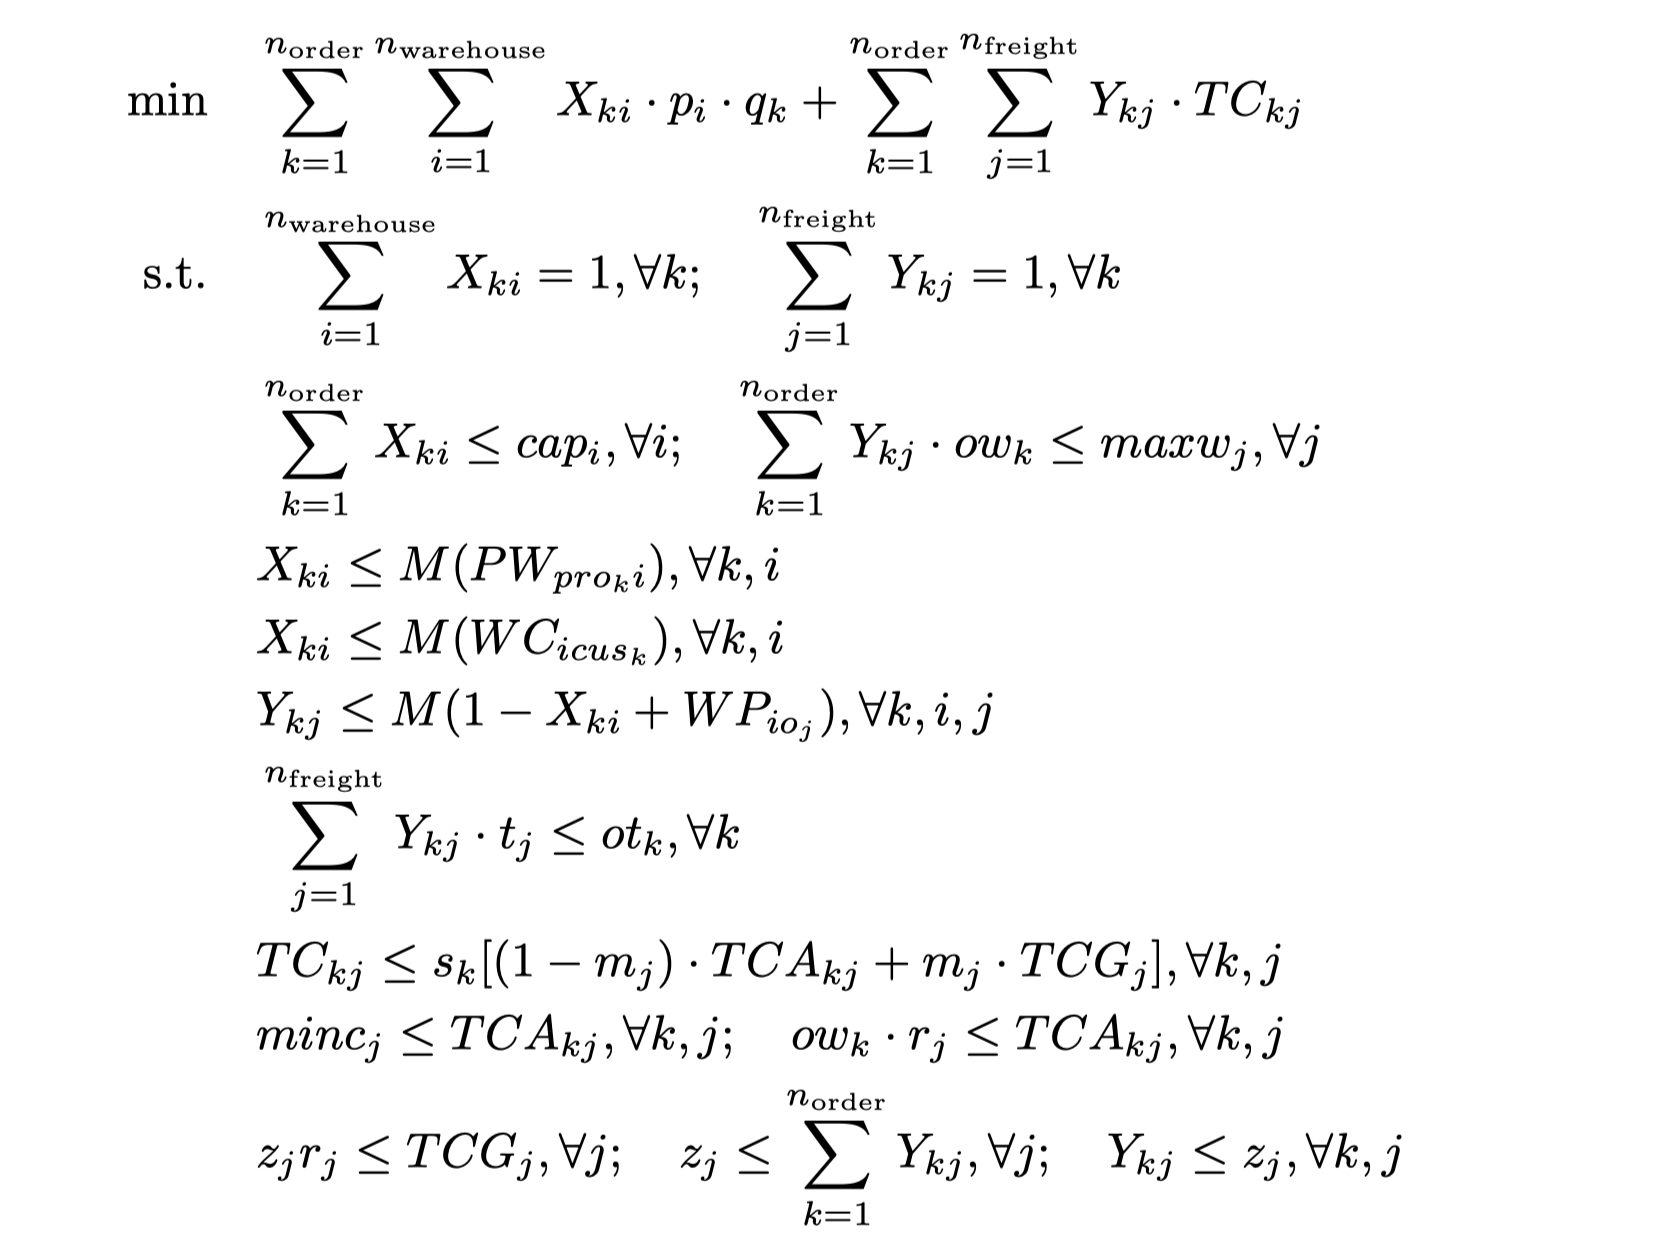 min $\sum_{k=1}^{n_{\text{order}}} \sum_{i=1}^{n_{\text{warehouse}}} X_{ki} \cdot p_i \cdot q_k + \sum_{k=1}^{n_{\text{order}}} \sum_{j=1}^{n_{\text{freight}}} Y_{kj} \cdot TC_{kj}$
s.t. $\sum_{i=1}^{n_{\text{warehouse}}} X_{ki} = 1, \forall k; \quad \sum_{j=1}^{n_{\text{freight}}} Y_{kj} = 1, \forall k$
$\sum_{k=1}^{n_{\text{order}}} X_{ki} \leq cap_i, \forall i; \quad \sum_{k=1}^{n_{\text{order}}} Y_{kj} \cdot ow_k \leq maxw_j, \forall j$
$X_{ki} \leq M(PW_{pro_k i}), \forall k, i$
$X_{ki} \leq M(WC_{icus_k}), \forall k, i$
$Y_{kj} \leq M(1 - X_{ki} + WP_{io_j}), \forall k, i, j$
$\sum_{j=1}^{n_{\text{freight}}} Y_{kj} \cdot t_j \leq ot_k, \forall k$
$TC_{kj} \leq s_k[(1 - m_j) \cdot TCA_{kj} + m_j \cdot TCG_j], \forall k, j$
$minc_j \leq TCA_{kj}, \forall k, j; \quad ow_k \cdot r_j \leq TCA_{kj}, \forall k, j$
$z_j r_j \leq TCG_j, \forall j; \quad z_j \leq \sum_{k=1}^{n_{\text{order}}} Y_{kj}, \forall j; \quad Y_{kj} \leq z_j, \forall k, j$